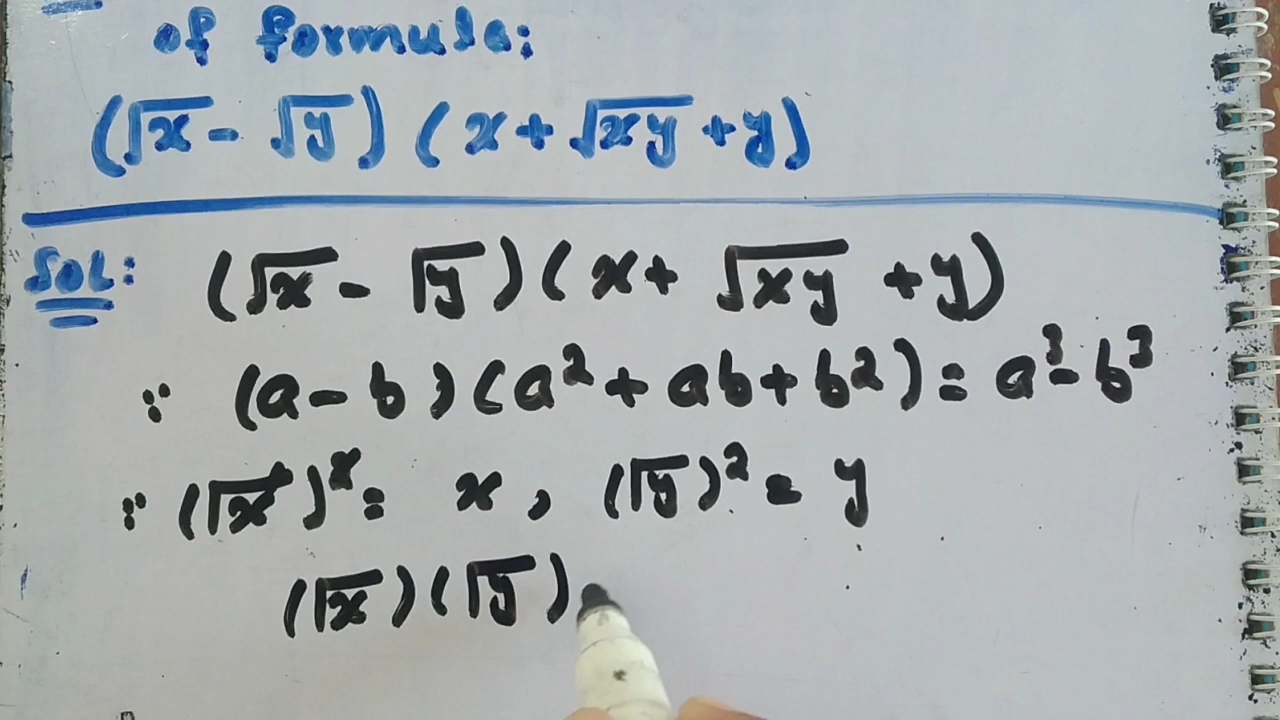 of formula:
(√x - √y) (x + √xy + y)
Sol: (√x - √y) (x + √xy + y)
∵ (a - b) (a² + ab + b²) = a³ - b³
∵ (√x)² = x, (√y)² = y
(√x) (√y)